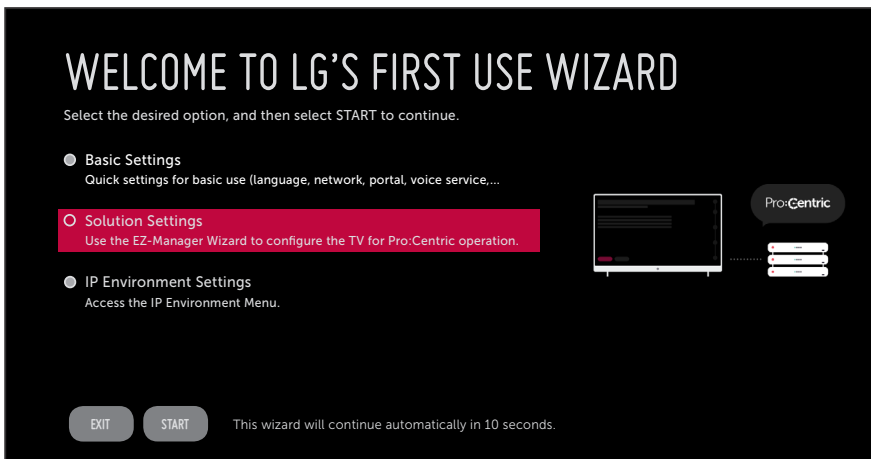 WELCOME TO LG'S FIRST USE WIZARD
Select the desired option, and then select START to continue.
Basic Settings
Quick settings for basic use (language, network, portal, voice service,...
Solution Settings
Use the EZ-Manager Wizard to configure the TV for Pro:Centric operation.
Pro:Centric
IP Environment Settings
Access the IP Environment Menu.
EXIT START This wizard will continue automatically in 10 seconds.